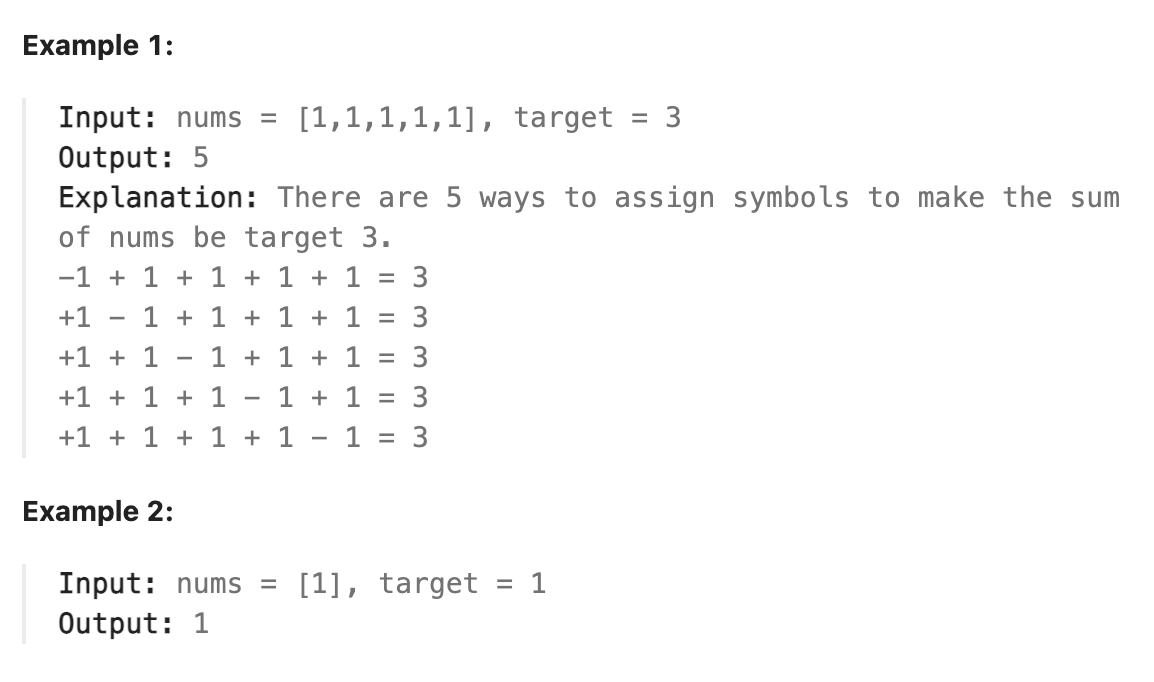 Example 1:
Input: nums = [1,1,1,1,1], target = 3
Output: 5
Explanation: There are 5 ways to assign symbols to make the sum
of nums be target 3.
-1 + 1 + 1 + 1 + 1 = 3
+1 - 1 + 1 + 1 + 1 = 3
+1 + 1 - 1 + 1 + 1 = 3
+1 + 1 + 1 - 1 + 1 = 3
+1 + 1 + 1 + 1 - 1 = 3
Example 2:
Input: nums = [1], target = 1
Output: 1